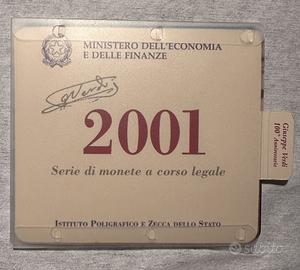 MINISTERO DELL'ECONOMIA
E DELLE FINANZE
G Verdi
2001
Serie di monete a corso legale
Giuseppe Verdi
100° Anniversario
ISTITUTO POLIGRAFICO E ZECCA DELLO STATO
subito